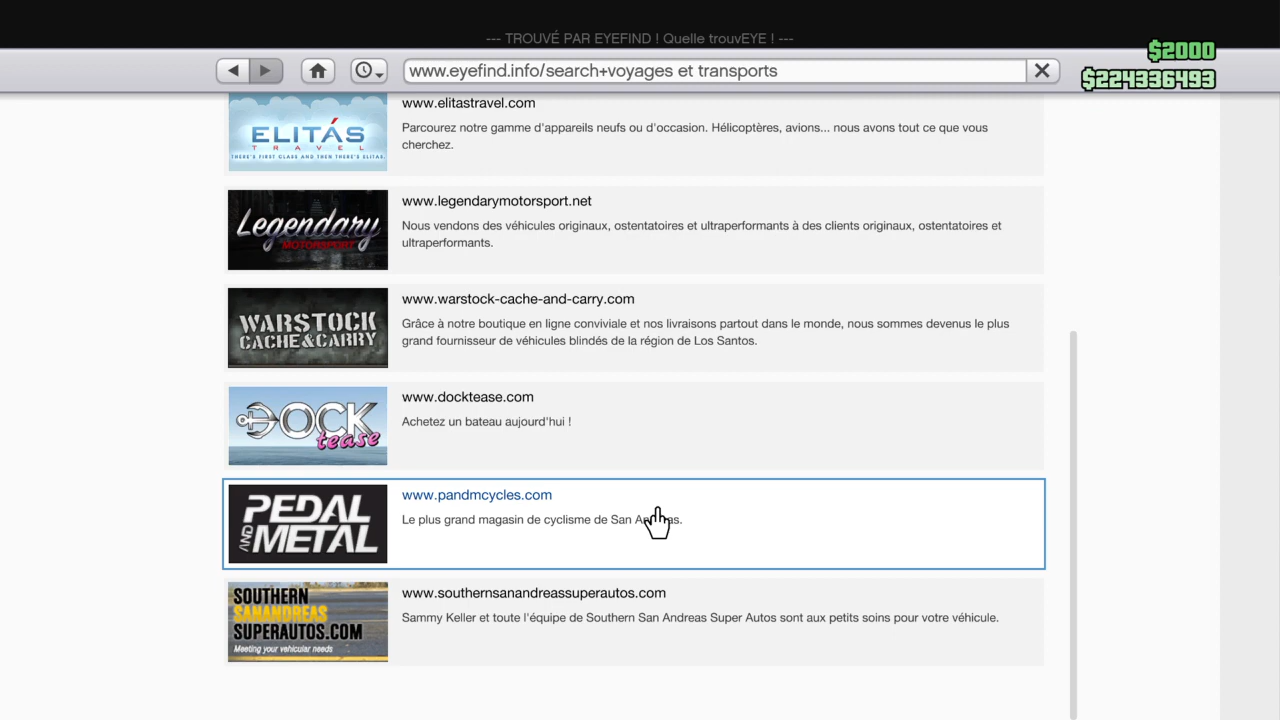 --- TROUVÉ PAR EYEFIND ! Quelle trouvEYE ! ---
$2000
www.eyefind.info/search+voyages et transports
$224336493
ELITÁS
TRAVEL
THERE'S FIRST CLASS AND THEN THERE'S ELITAS.
www.elitastravel.com
Parcourez notre gamme d'appareils neufs ou d'occasion. Hélicoptères, avions... nous avons tout ce que vous
cherchez.
Legendary
MOTORSPORT
www.legendarymotorsport.net
Nous vendons des véhicules originaux, ostentatoires et ultraperformants à des clients originaux, ostentatoires et
ultraperformants.
WARSTOCK
CACHE&CARRY
www.warstock-cache-and-carry.com
Grâce à notre boutique en ligne conviviale et nos livraisons partout dans le monde, nous sommes devenus le plus
grand fournisseur de véhicules blindés de la région de Los Santos.
DOCK
tease
www.docktease.com
Achetez un bateau aujourd'hui !
PEDAL
AND METAL
www.pandmcycles.com
Le plus grand magasin de cyclisme de San Andreas.
SOUTHERN
SANANDREAS
SUPERAUTOS.COM
Meeting your vehicular needs
www.southernsanandreassuperautos.com
Sammy Keller et toute l'équipe de Southern San Andreas Super Autos sont aux petits soins pour votre véhicule.